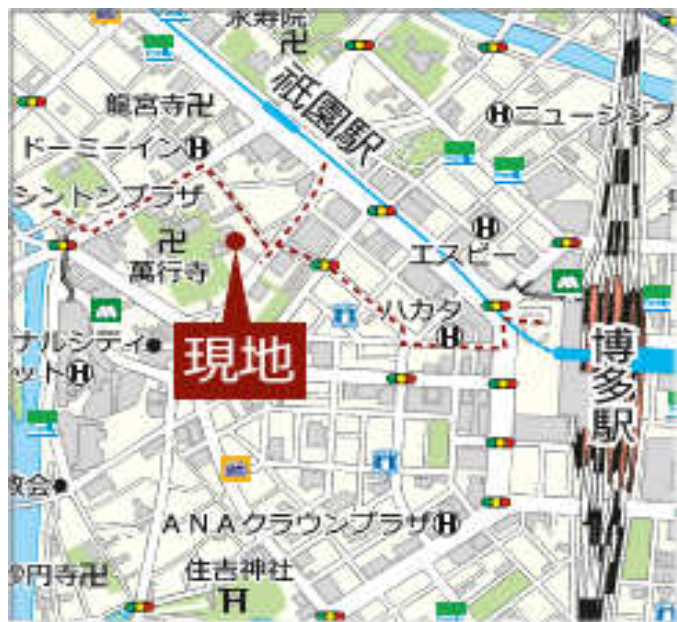 永寿院
祇園駅
龍宮寺
ニューシシブ
ドーミーイン
シントンプラザ
エスピー
萬行寺
ハカタ
現地
ナルシティ
ット
博多駅
教会
ANAクラウンプラザ
円寺
住吉神社